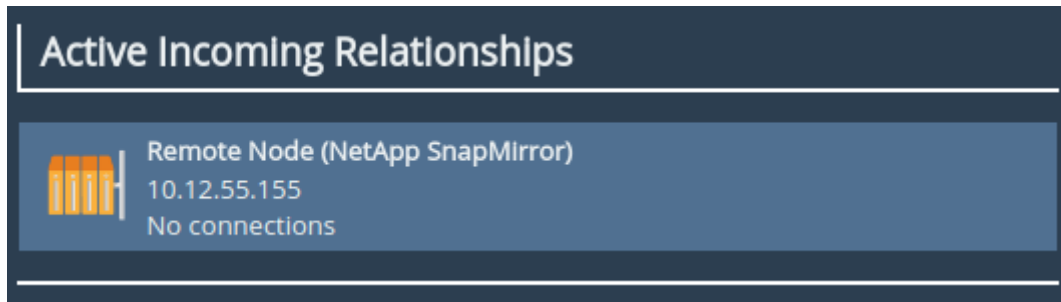 Active Incoming Relationships
Remote Node (NetApp SnapMirror)
10.12.55.155
No connections